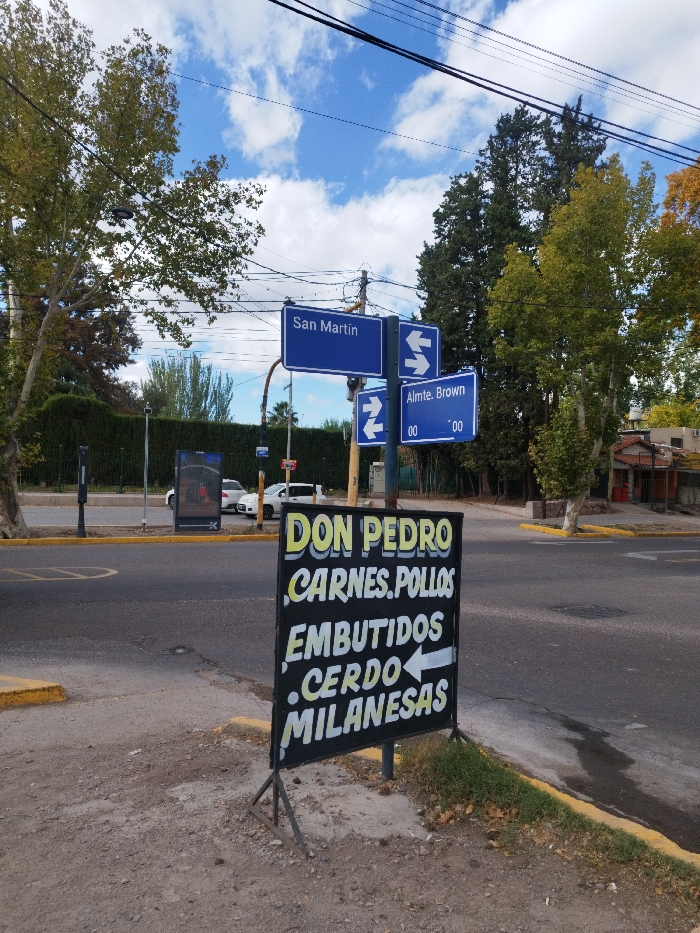 San Martín
Almte. Brown
00 00
DON PEDRO
.CARNES.POLLOS
.EMBUTIDOS
.CERDO
.MILANESAS